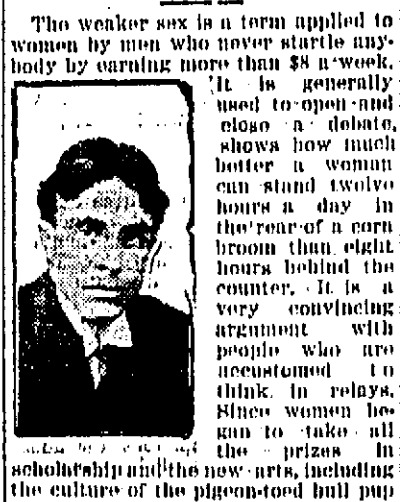 The weaker sex is a term applied to
women by men who never startle any-
body by earning more than $8 a week.
It is generally
used to open and
close a debate,
shows how much
better a woman
can stand twelve
hours a day in
the rear of a corn
broom than eight
hours behind the
counter. It is a
very convincing
argument with
people who are
accustomed to
think in relays.
Since women be-
gan to take all
the prizes in
scholarship and the new arts, including
the culture of the pigeon-toed bull pup